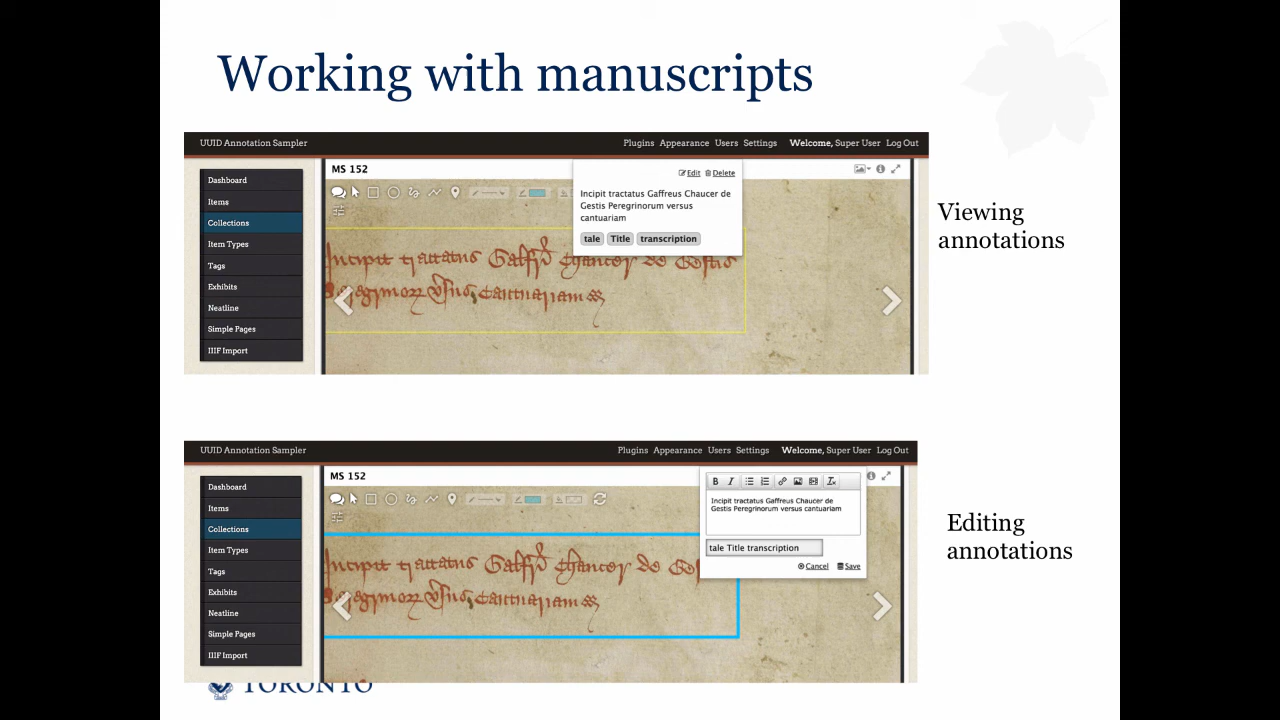 Working with manuscripts
UUID Annotation Sampler
Plugins Appearance Users Settings Welcome, Super User Log Out
Dashboard
Items
Collections
Item Types
Tags
Exhibits
Neatline
Simple Pages
IIIF Import
MS 152
Edit Delete
Incipit tractatus Gaffreus Chaucer de
Gestis Peregrinorum versus
cantuariam
tale Title transcription
Viewing
annotations
UUID Annotation Sampler
Plugins Appearance Users Settings Welcome, Super User Log Out
Dashboard
Items
Collections
Item Types
Tags
Exhibits
Neatline
Simple Pages
IIIF Import
MS 152
B I
Incipit tractatus Gaffreus Chaucer de
Gestis Peregrinorum versus cantuariam
tale Title transcription
Cancel Save
Editing
annotations
TORONTO